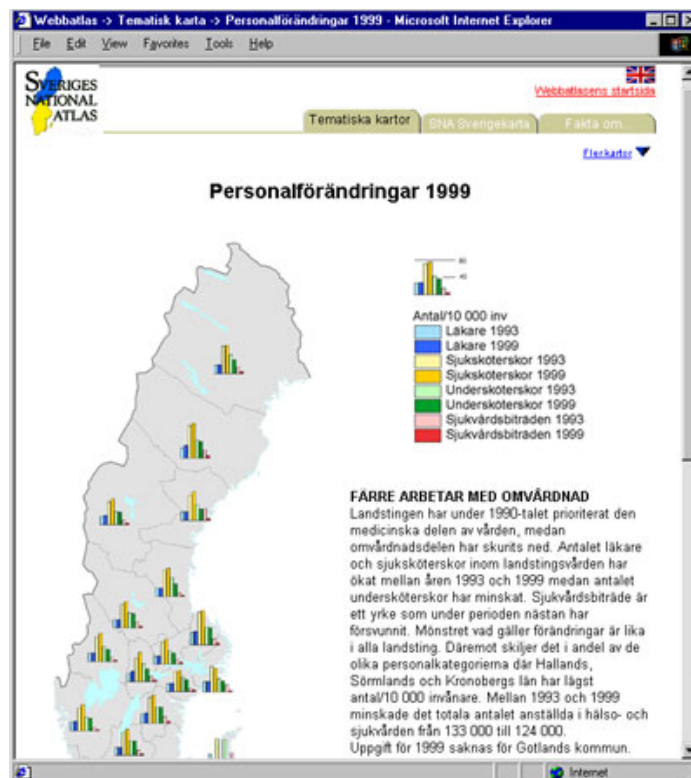 Webbatlas -> Tematisk karta -> Personalförändringar 1999 - Microsoft Internet Explorer
File Edit View Favorites Tools Help
SVERIGES
NATIONAL
ATLAS
Webbatlasens startsida
Tematiska kartor SNA Sverigekarta Fakta om...
Fler kartor
Personalförändringar 1999
80
40
Antal/10 000 inv
Läkare 1993
Läkare 1999
Sjuksköterskor 1993
Sjuksköterskor 1999
Undersköterskor 1993
Undersköterskor 1999
Sjukvårdsbiträden 1993
Sjukvårdsbiträden 1999
FÄRRE ARBETAR MED OMVÅRDNAD
Landstingen har under 1990-talet prioriterat den
medicinska delen av vården, medan
omvårdnadsdelen har skurits ned. Antalet läkare
och sjuksköterskor inom landstingsvården har
ökat mellan åren 1993 och 1999 medan antalet
undersköterskor har minskat. Sjukvårdsbiträde är
ett yrke som under perioden nästan har
försvunnit. Mönstret vad gäller förändringar är lika
i alla landsting. Däremot skiljer det i andel av de
olika personalkategorierna där Hallands,
Sörmlands och Kronobergs län har lägst
antal/10 000 invånare. Mellan 1993 och 1999
minskade det totala antalet anställda i hälso- och
sjukvården från 133 000 till 124 000.
Uppgift för 1999 saknas för Gotlands kommun.
Internet